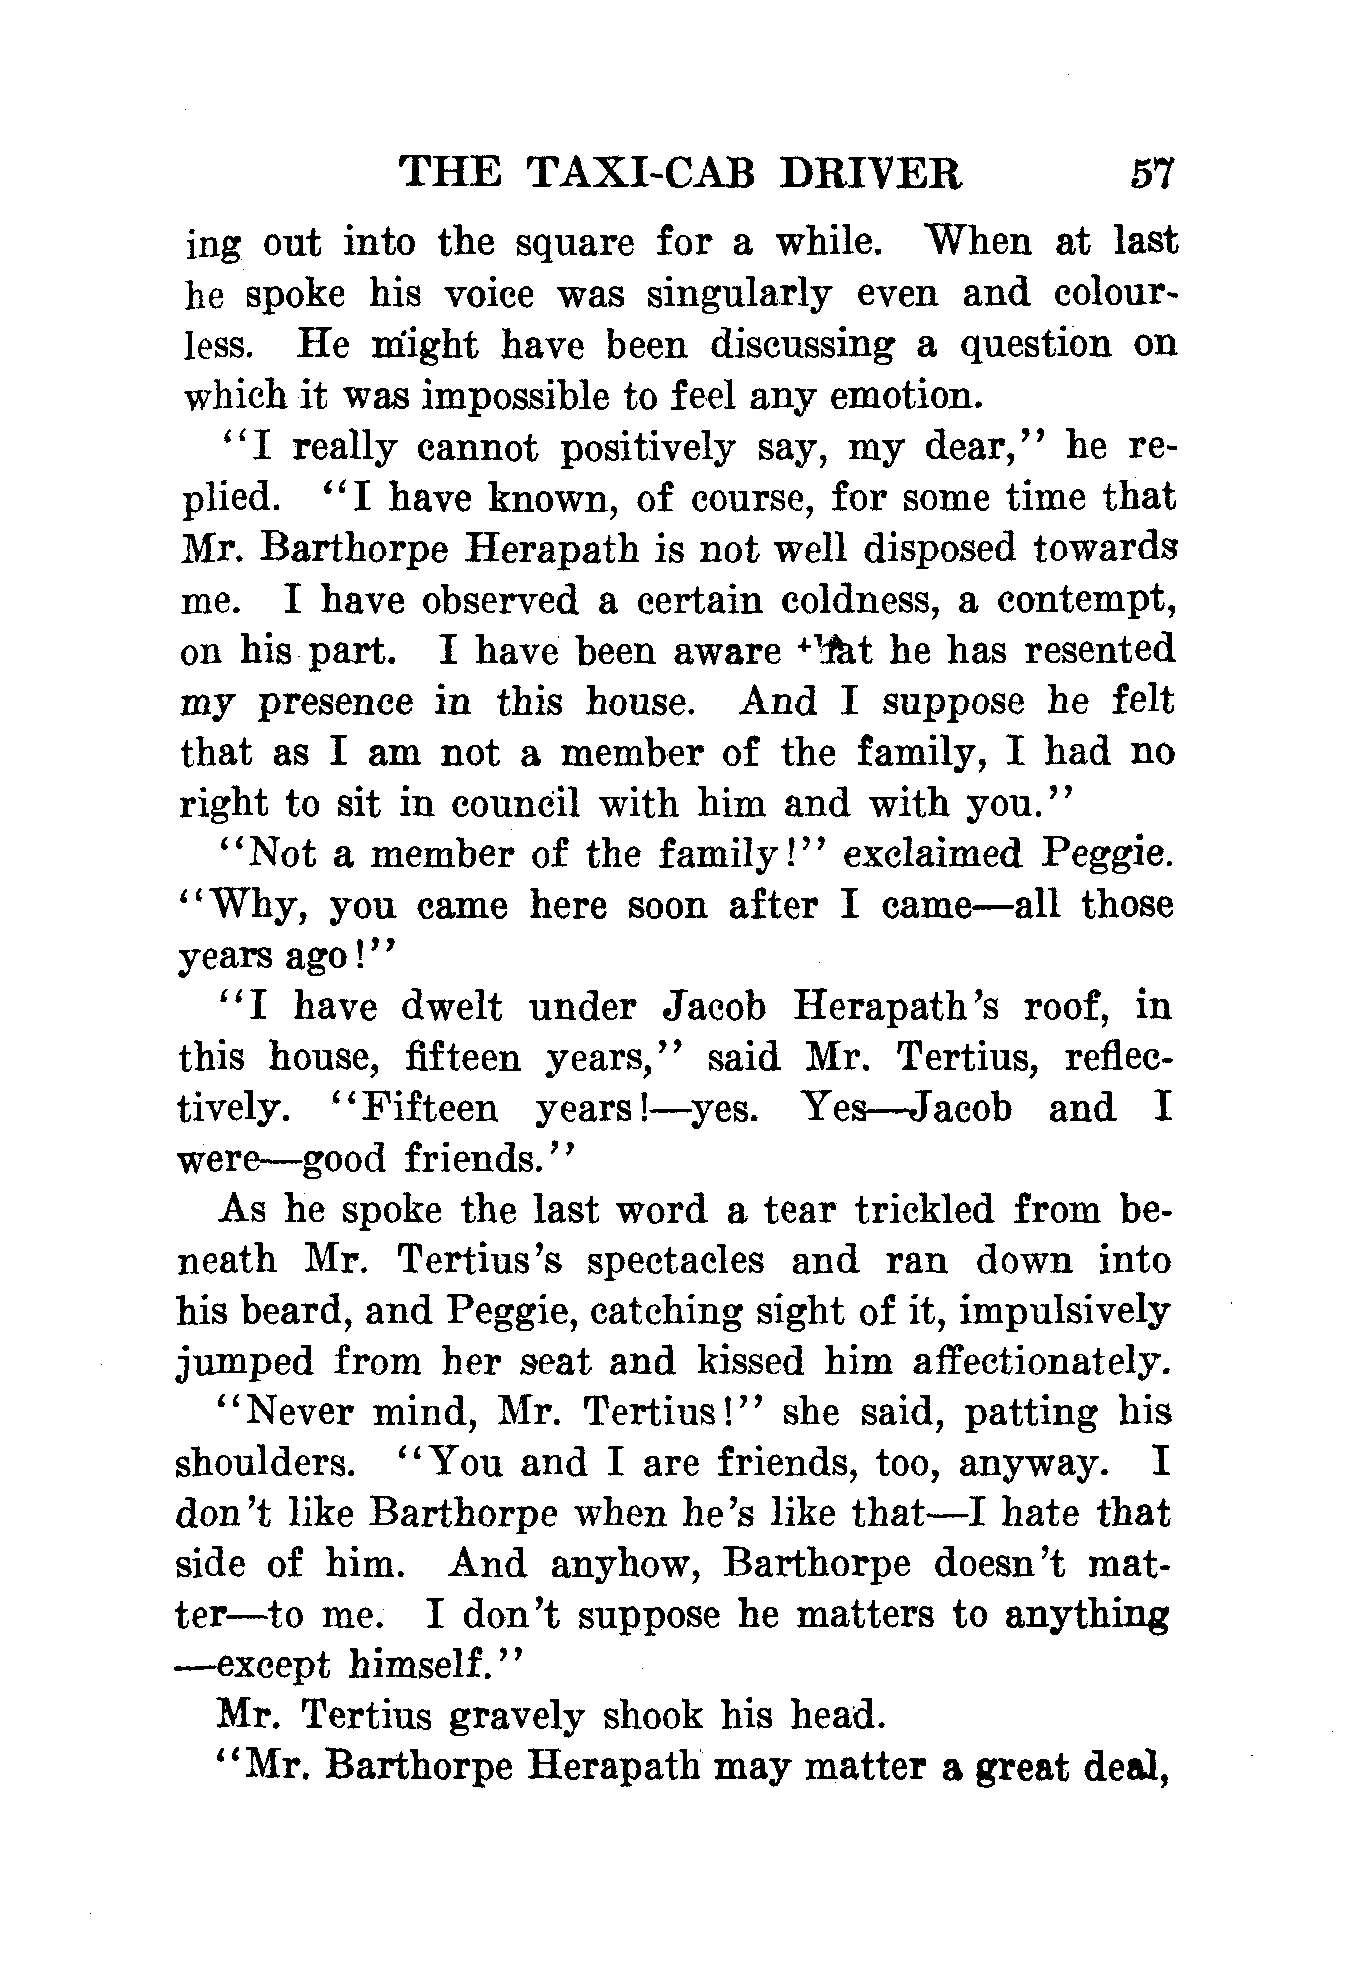 THE TAXI-CAB DRIVER 57
ing out into the square for a while. When at last
he spoke his voice was singularly even and colour-
less. He might have been discussing a question on
which it was impossible to feel any emotion.
"I really cannot positively say, my dear," he re-
plied. "I have known, of course, for some time that
Mr. Barthorpe Herapath is not well disposed towards
me. I have observed a certain coldness, a contempt,
on his part. I have been aware that he has resented
my presence in this house. And I suppose he felt
that as I am not a member of the family, I had no
right to sit in council with him and with you."
"Not a member of the family!" exclaimed Peggie.
"Why, you came here soon after I came—all those
years ago!"
"I have dwelt under Jacob Herapath's roof, in
this house, fifteen years," said Mr. Tertius, reflec-
tively. "Fifteen years!—yes. Yes—Jacob and I
were—good friends."
As he spoke the last word a tear trickled from be-
neath Mr. Tertius's spectacles and ran down into
his beard, and Peggie, catching sight of it, impulsively
jumped from her seat and kissed him affectionately.
"Never mind, Mr. Tertius!" she said, patting his
shoulders. "You and I are friends, too, anyway. I
don't like Barthorpe when he's like that—I hate that
side of him. And anyhow, Barthorpe doesn't mat-
ter—to me. I don't suppose he matters to anything
—except himself."
Mr. Tertius gravely shook his head.
"Mr. Barthorpe Herapath may matter a great deal,